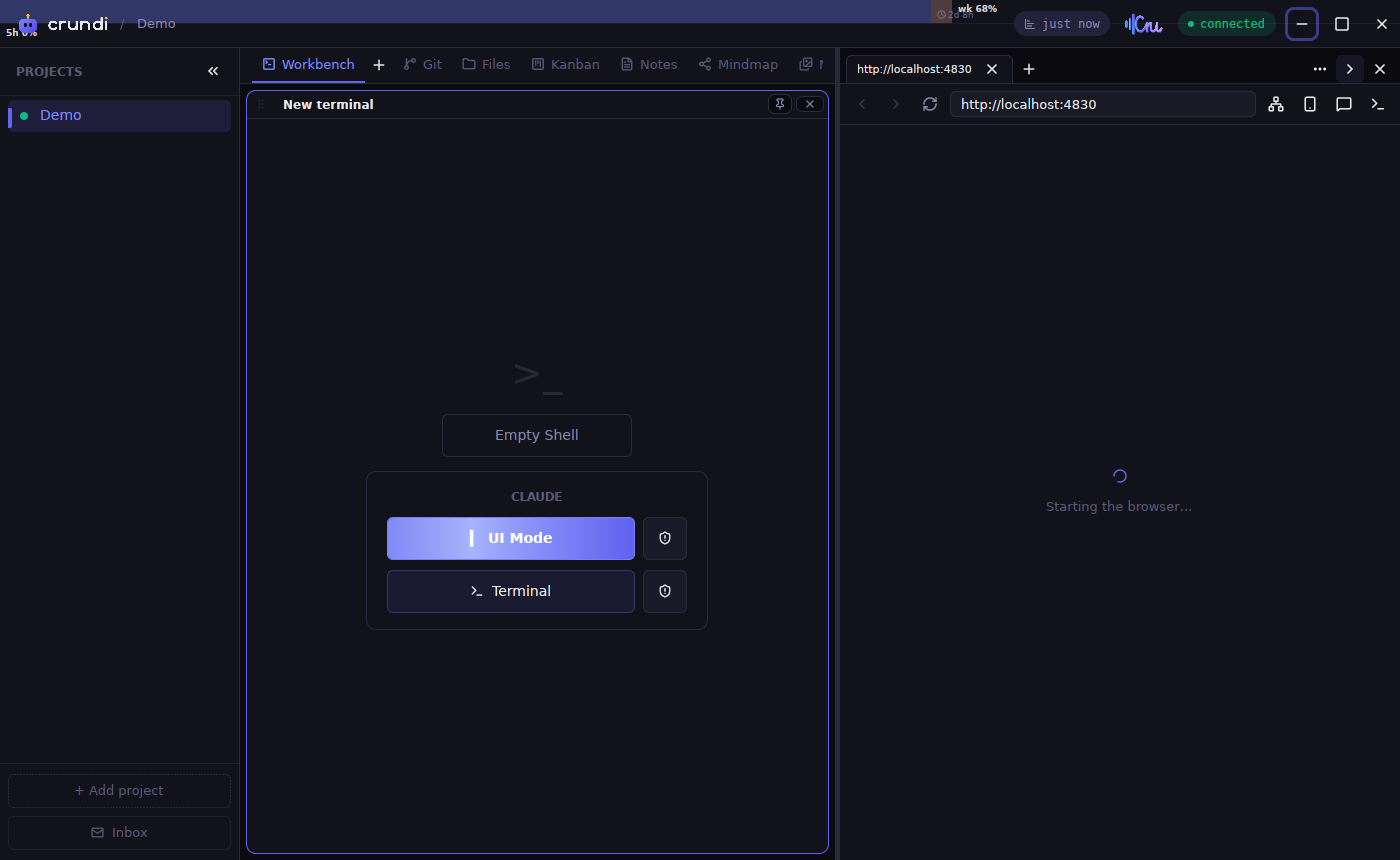 wk 68%
2d 8h
5h 6%
crundi / Demo
just now
Cru
connected
PROJECTS
Workbench
Git
Files
Kanban
Notes
Mindmap
http://localhost:4830
Demo
New terminal
http://localhost:4830
>_
Empty Shell
CLAUDE
UI Mode
Terminal
Starting the browser...
+ Add project
Inbox